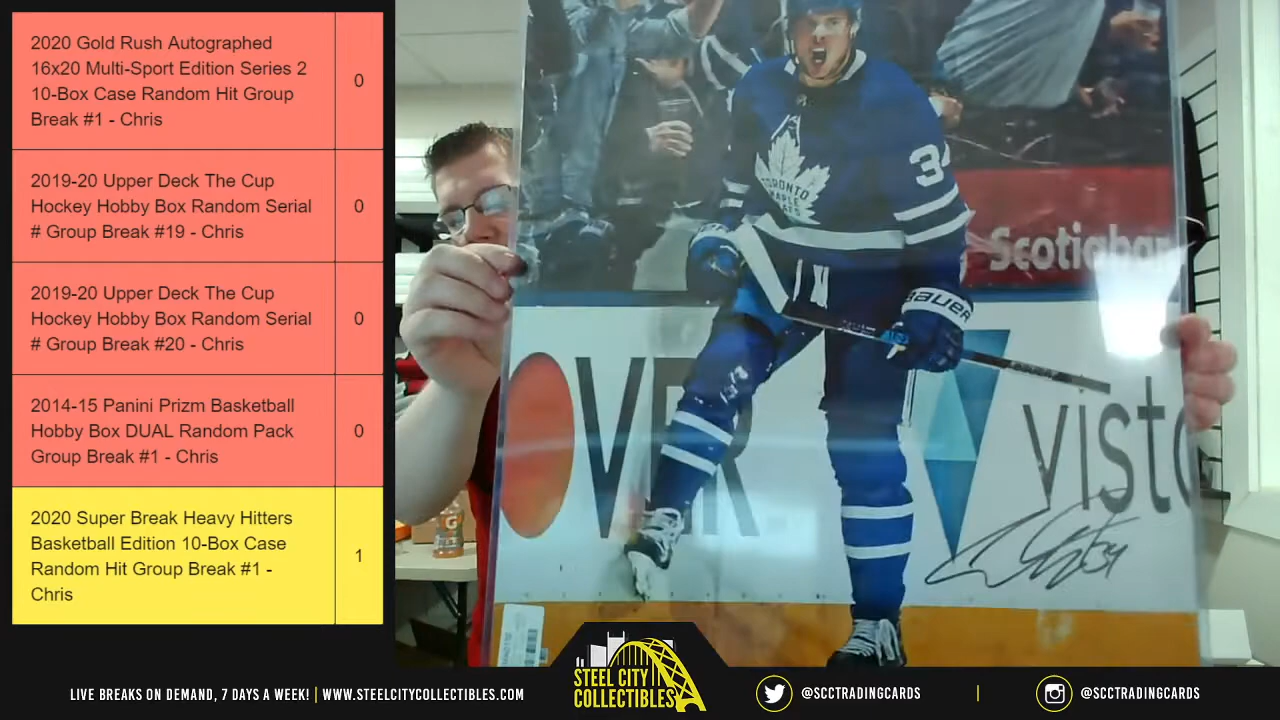 2020 Gold Rush Autographed
16x20 Multi-Sport Edition Series 2
10-Box Case Random Hit Group
Break #1 - Chris
0
2019-20 Upper Deck The Cup
Hockey Hobby Box Random Serial
# Group Break #19 - Chris
0
2019-20 Upper Deck The Cup
Hockey Hobby Box Random Serial
# Group Break #20 - Chris
0
2014-15 Panini Prizm Basketball
Hobby Box DUAL Random Pack
Group Break #1 - Chris
0
2020 Super Break Heavy Hitters
Basketball Edition 10-Box Case
Random Hit Group Break #1 -
Chris
1
34
TORONTO
MAPLE
LEAFS
Scotiaban
BAUER
OVER
vista
34
G
STEEL CITY
COLLECTIBLES
LIVE BREAKS ON DEMAND, 7 DAYS A WEEK! | WWW.STEELCITYCOLLECTIBLES.COM
@SCCTRADINGCARDS | @SCCTRADINGCARDS